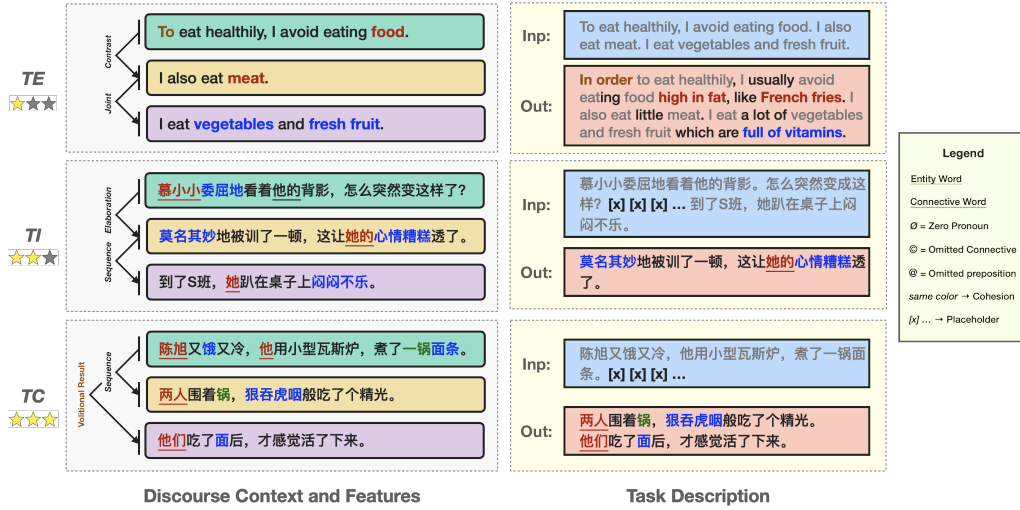 TE
Contrast
Joint
To eat healthily, I avoid eating food.
I also eat meat.
I eat vegetables and fresh fruit.
Inp:
To eat healthily, I avoid eating food. I also
eat meat. I eat vegetables and fresh fruit.
Out:
In order to eat healthily, I usually avoid
eating food high in fat, like French fries. I
also eat little meat. I eat a lot of vegetables
and fresh fruit which are full of vitamins.
TI
Elaboration
Sequence
慕小小委屈地看着他的背影，怎么突然变这样了？
莫名其妙地被训了一顿，这让她的心情糟糕透了。
到了S班，她趴在桌子上闷闷不乐。
Inp:
慕小小委屈地看着他的背影。怎么突然变成这
样？ [x] [x] [x] ... 到了S班，她趴在桌子上闷
闷不乐。
Out:
莫名其妙地被训了一顿，这让她的心情糟糕透
了。
TC
Volitional Result
Sequence
陈旭又饿又冷，他用小型瓦斯炉，煮了一锅面条。
两人围着锅，狠吞虎咽般吃了个精光。
他们吃了面后，才感觉活了下来。
Inp:
陈旭又饿又冷，他用小型瓦斯炉，煮了一锅面
条。[x] [x] [x] ...
Out:
两人围着锅，狠吞虎咽般吃了个精光。
他们吃了面后，才感觉活了下来。
Legend
Entity Word
Connective Word
Ø = Zero Pronoun
© = Omitted Connective
@ = Omitted preposition
same color → Cohesion
[x] ... → Placeholder
Discourse Context and Features
Task Description